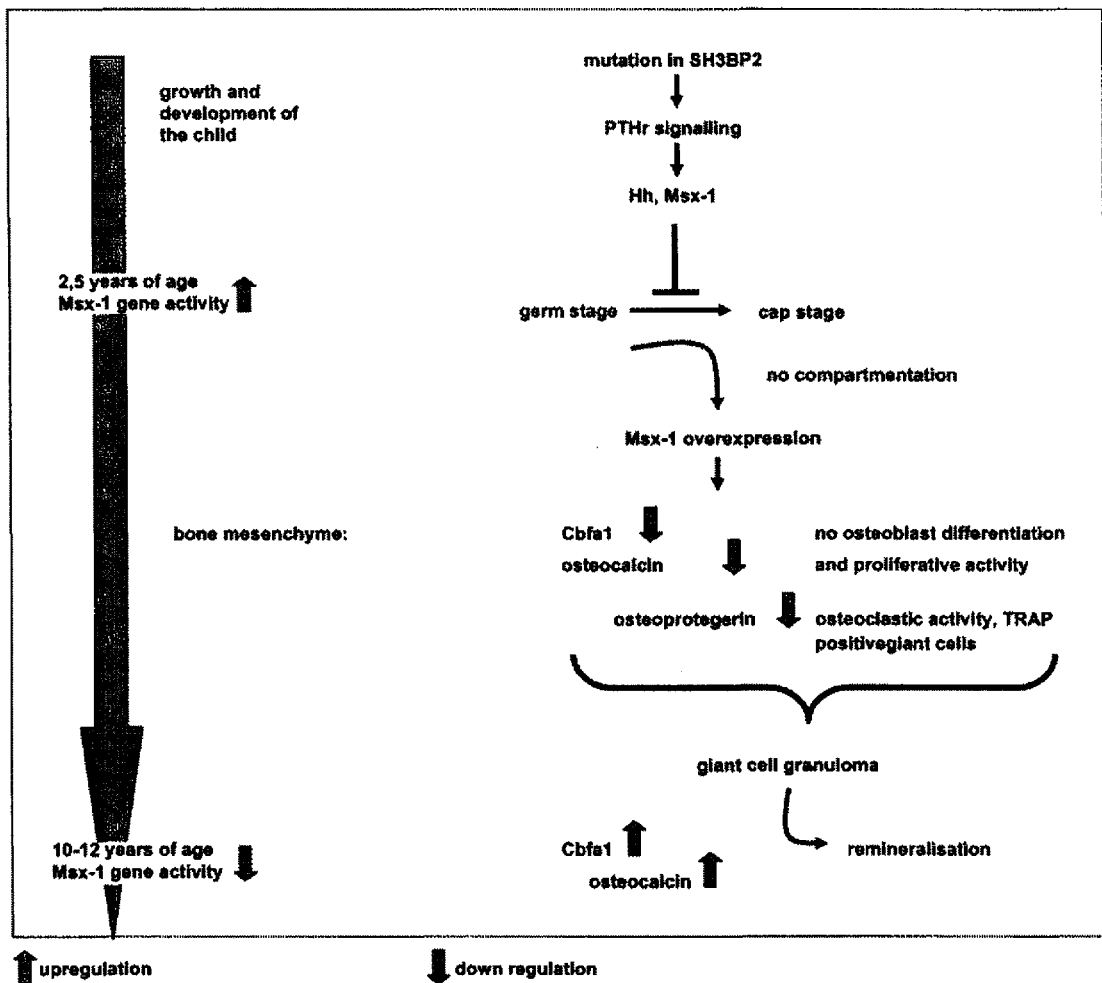 mutation in SH3BP2
growth and
development of
the child
PTHr signalling
Hh, Msx-1
2,5 years of age
Msx-1 gene activity
germ stage
cap stage
no compartmentation
Msx-1 overexpression
bone mesenchyme:
Cbfa1
no osteoblast differentiation
osteocalcin
and proliferative activity
osteoprotegerin
osteoclastic activity, TRAP
positivegiant cells
giant cell granuloma
10-12 years of age
Msx-1 gene activity
Cbfa1
remineralisation
osteocalcin
upregulation
down regulation